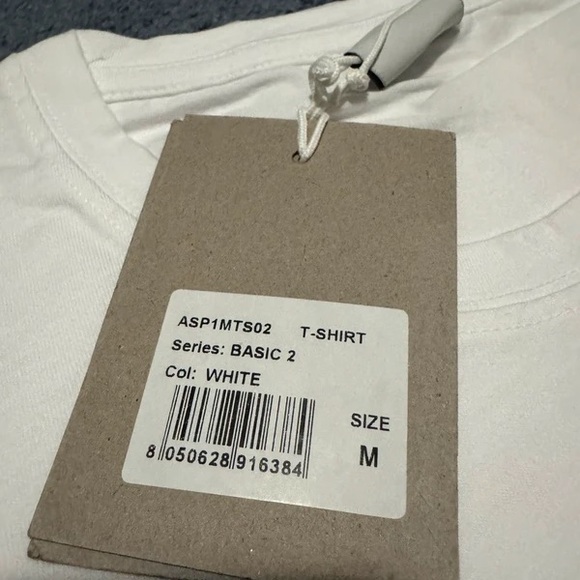 ASP1MTS02 T-SHIRT
Series: BASIC 2
Col: WHITE
SIZE
M
8 050628 916384